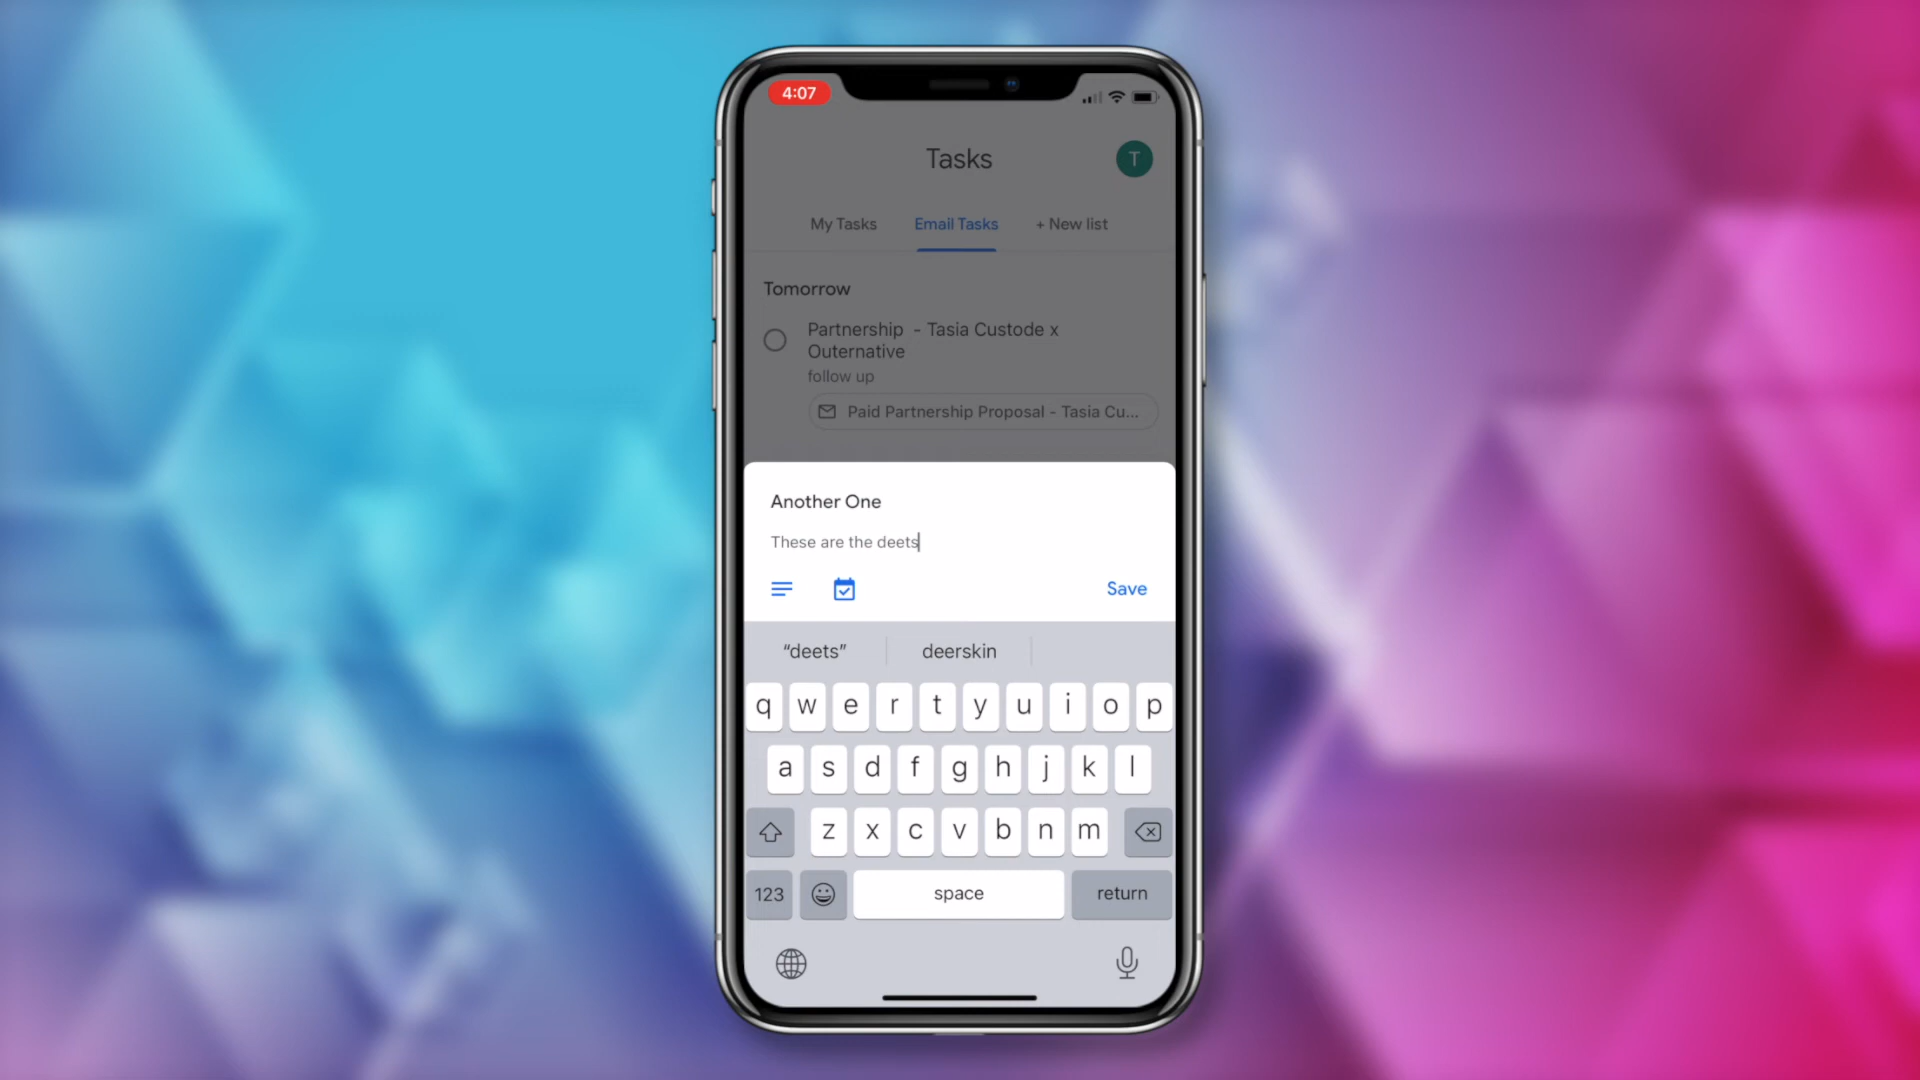 4:07
Tasks
T
My Tasks
Email Tasks
+ New list
Tomorrow
Partnership - Tasia Custode x
Outernative
follow up
Paid Partnership Proposal - Tasia Cu...
Another One
These are the deets
Save
“deets”
deerskin
q w e r t y u i o p
a s d f g h j k l
z x c v b n m
123
space
return